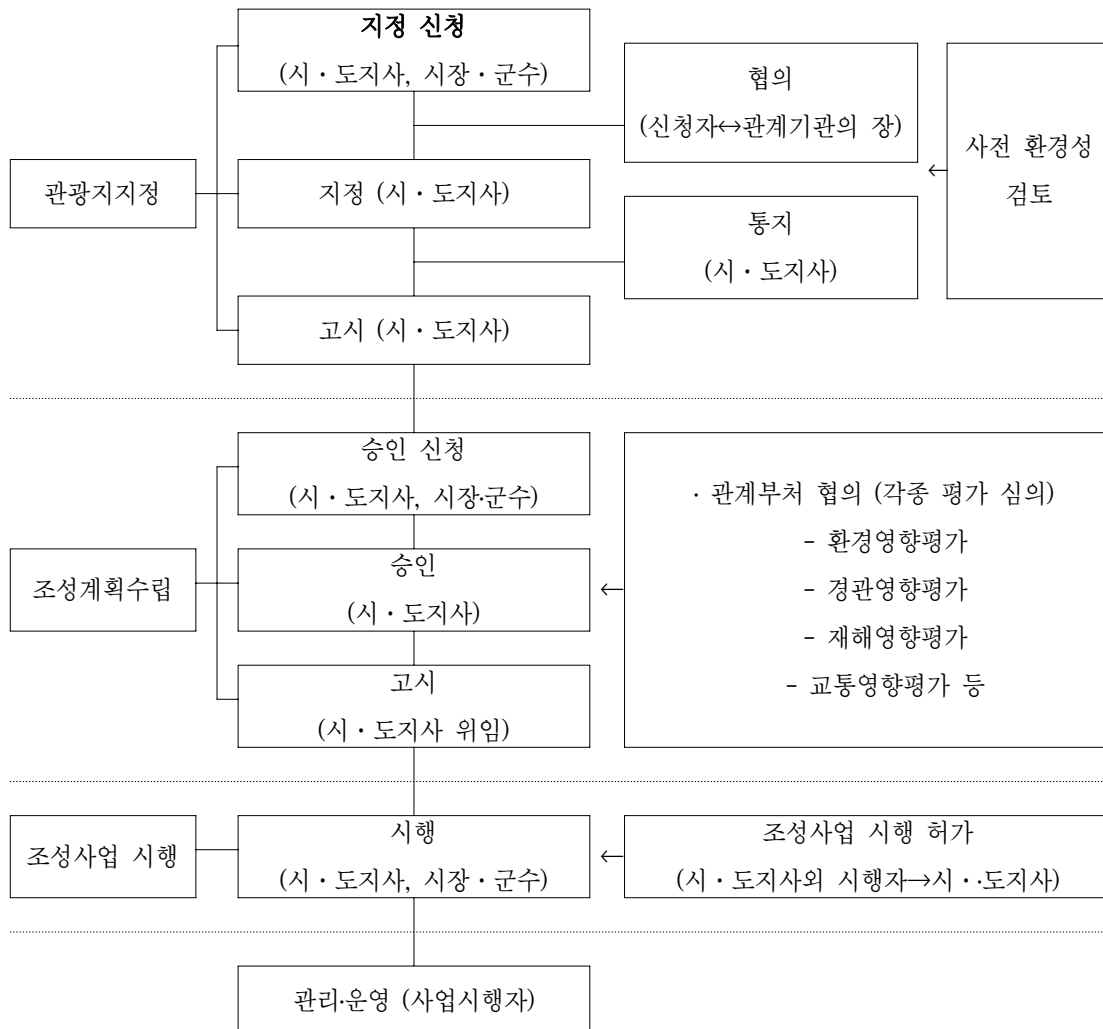 지정 신청
(시・도지사, 시장・군수)
협의
(신청자↔관계기관의 장)
사전 환경성
검토
←
관광지지정
지정 (시・도지사)
통지
(시・도지사)
고시 (시・도지사)
승인 신청
(시・도지사, 시장·군수)
· 관계부처 협의 (각종 평가 심의)
- 환경영향평가
- 경관영향평가
- 재해영향평가
- 교통영향평가 등
←
조성계획수립
승인
(시・도지사)
고시
(시・도지사 위임)
조성사업 시행
시행
(시・도지사, 시장・군수)
←
조성사업 시행 허가
(시・도지사외 시행자→시・·도지사)
관리·운영 (사업시행자)